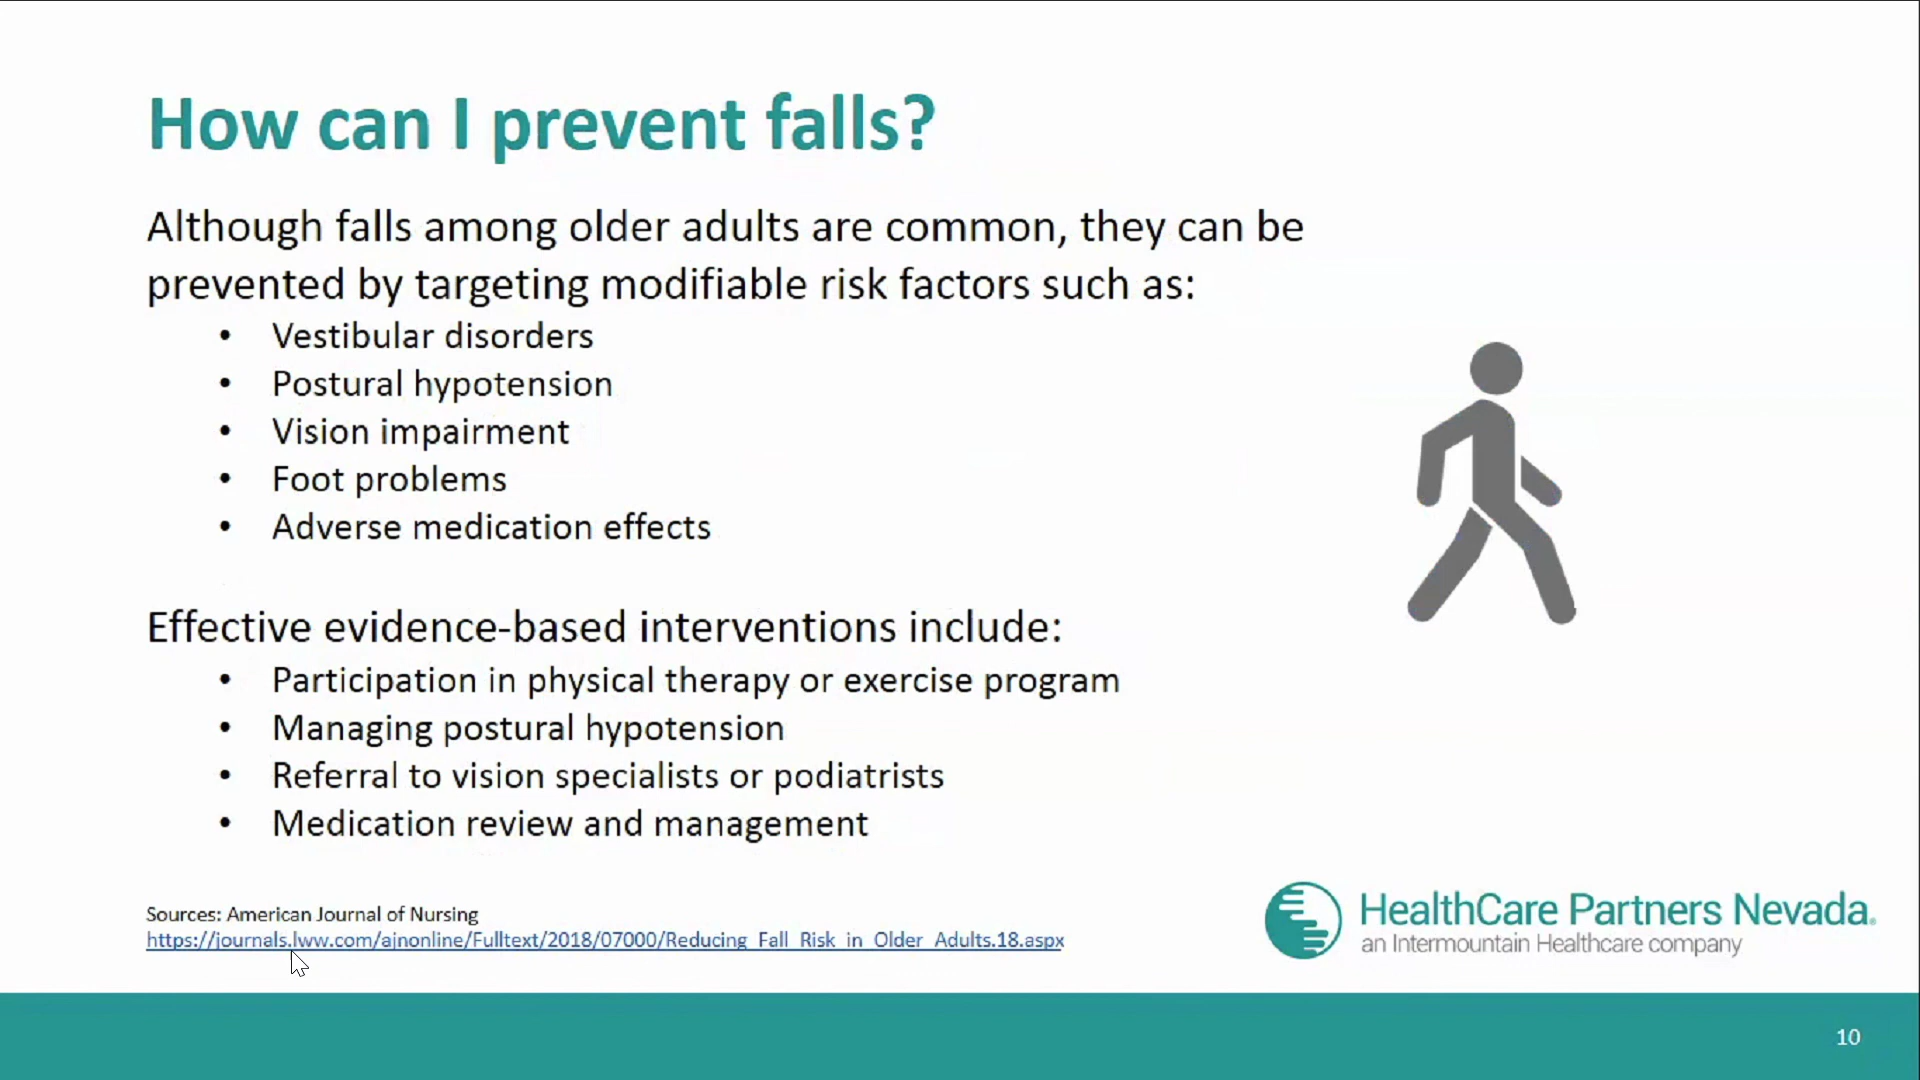 How can I prevent falls?
Although falls among older adults are common, they can be
prevented by targeting modifiable risk factors such as:
• Vestibular disorders
• Postural hypotension
• Vision impairment
• Foot problems
• Adverse medication effects
Effective evidence-based interventions include:
• Participation in physical therapy or exercise program
• Managing postural hypotension
• Referral to vision specialists or podiatrists
• Medication review and management
Sources: American Journal of Nursing
https://journals.lww.com/ajnonline/Fulltext/2018/07000/Reducing_Fall_Risk_in_Older_Adults.18.aspx
HealthCare Partners Nevada®
an Intermountain Healthcare company
10